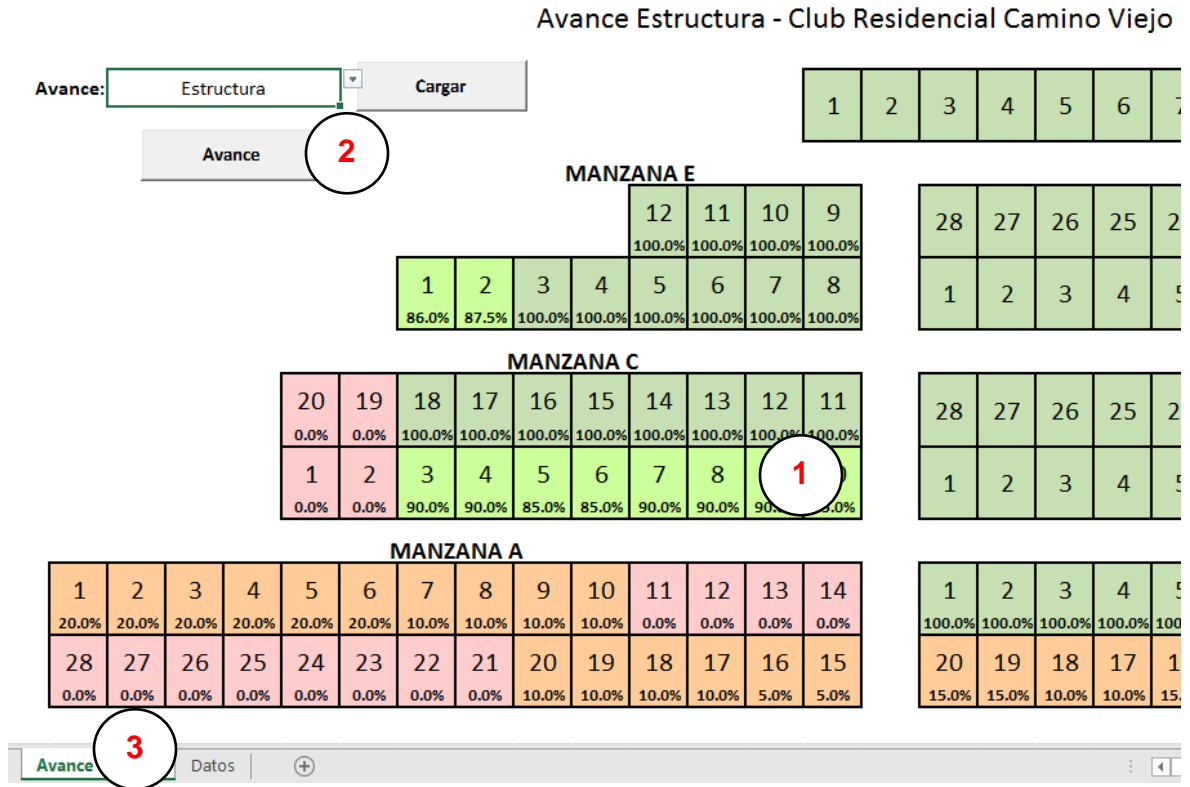 Avance Estructura - Club Residencial Camino Viejo
Avance: Estructura Cargar
1 2 3 4 5 6
Avance 2
MANZANA E
12 11 10 9 28 27 26 25
100.0% 100.0% 100.0% 100.0%
1 2 3 4 5 6 7 8 1 2 3 4
86.0% 87.5% 100.0% 100.0% 100.0% 100.0% 100.0% 100.0%
MANZANA C
20 19 18 17 16 15 14 13 12 11 28 27 26 25
0.0% 0.0% 100.0% 100.0% 100.0% 100.0% 100.0% 100.0%
1 2 3 4 5 6 7 8 1 1 2 3 4
0.0% 0.0% 90.0% 90.0% 85.0% 85.0% 90.0% 90.0%
MANZANA A
1 2 3 4 5 6 7 8 9 10 11 12 13 14 1 2 3 4
20.0% 20.0% 20.0% 20.0% 20.0% 20.0% 10.0% 10.0% 10.0% 10.0% 0.0% 0.0% 0.0% 0.0% 100.0% 100.0% 100.0% 100.0%
28 27 26 25 24 23 22 21 20 19 18 17 16 15 20 19 18 17
0.0% 0.0% 0.0% 0.0% 0.0% 0.0% 0.0% 0.0% 10.0% 10.0% 10.0% 10.0% 5.0% 5.0% 15.0% 15.0% 10.0% 10.0%
Avance 3 Datos